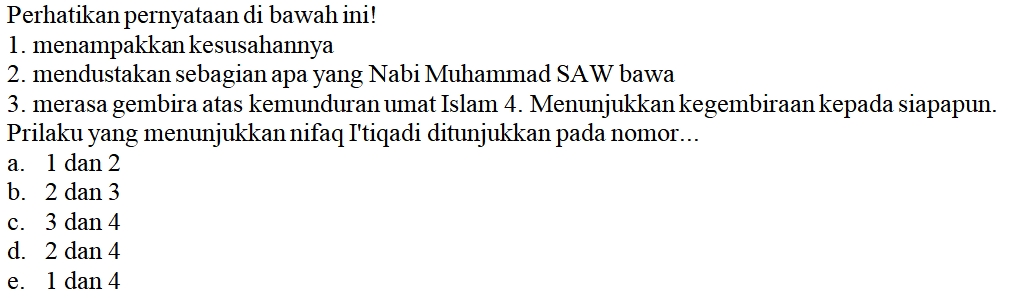 Perhatikan pernyataan di bawah ini!
1. menampakkan kesusahannya
2. mendustakan sebagian apa yang Nabi Muhammad SAW bawa
3. merasa gembira atas kemunduran umat Islam 4. Menunjukkan kegembiraan kepada siapapun.
Prilaku yang menunjukkan nifaq I'tiqadi ditunjukkan pada nomor...
a. 1 dan 2
b. 2 dan 3
c. 3 dan 4
d. 2 dan 4
e. 1 dan 4